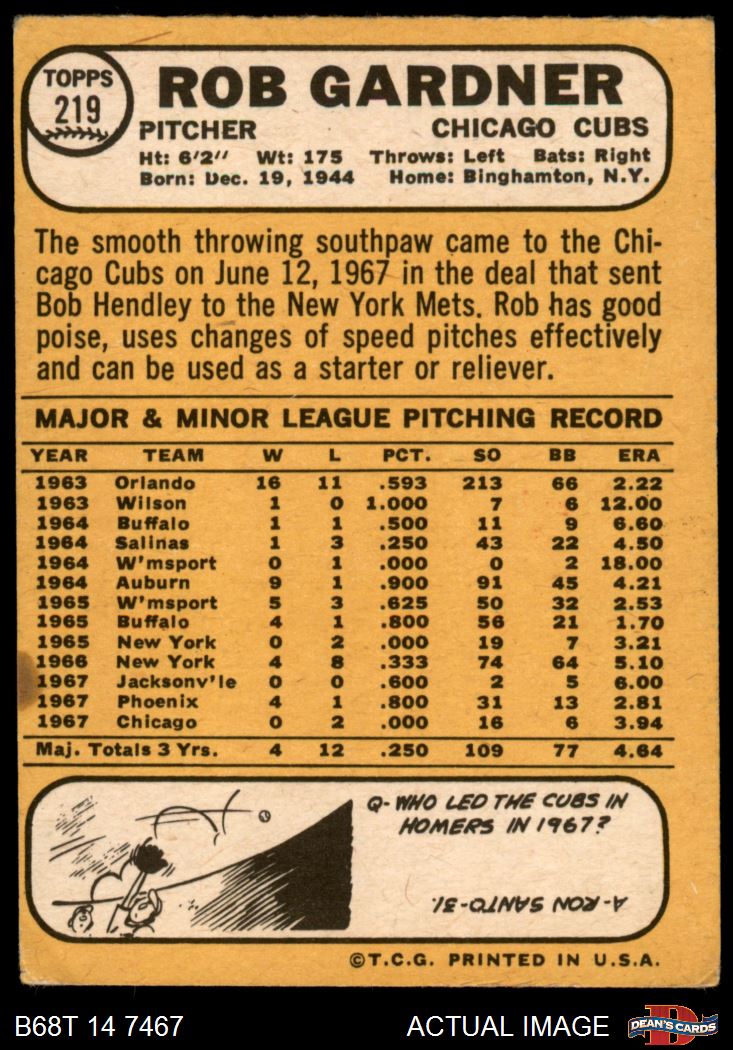 TOPPS
219
ROB GARDNER
PITCHER CHICAGO CUBS
Ht: 6'2" Wt: 175 Throws: Left Bats: Right
Born: Dec. 19, 1944 Home: Binghamton, N.Y.
The smooth throwing southpaw came to the Chi-
cago Cubs on June 12, 1967 in the deal that sent
Bob Hendley to the New York Mets. Rob has good
poise, uses changes of speed pitches effectively
and can be used as a starter or reliever.
MAJOR & MINOR LEAGUE PITCHING RECORD
YEAR TEAM W L PCT. SO BB ERA
1963 Orlando 16 11 .593 213 66 2.22
1963 Wilson 1 0 1.000 7 6 12.00
1964 Buffalo 1 1 .500 11 9 6.60
1964 Salinas 1 3 .250 43 22 4.50
1964 W'msport 0 1 .000 0 2 18.00
1964 Auburn 9 1 .900 91 45 4.21
1965 W'msport 5 3 .625 50 32 2.53
1965 Buffalo 4 1 .800 56 21 1.70
1965 New York 0 2 .000 19 7 3.21
1966 New York 4 8 .333 74 64 5.10
1967 Jacksonv'le 0 0 .600 2 5 6.00
1967 Phoenix 4 1 .800 31 13 2.81
1967 Chicago 0 2 .000 16 6 3.94
Maj. Totals 3 Yrs. 4 12 .250 109 77 4.64
Q- WHO LED THE CUBS IN
HOMERS IN 1967?
A- RON SANTO-31.
©T.C.G. PRINTED IN U.S.A.
B68T 14 7467 ACTUAL IMAGE DEAN'S CARDS